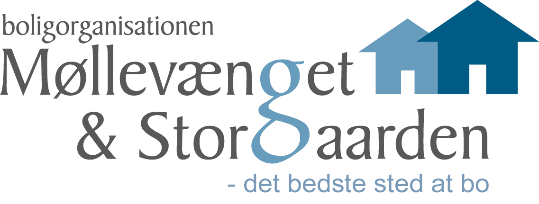 boligorganisationen
Møllevænget
& Storgaarden
- det bedste sted at bo